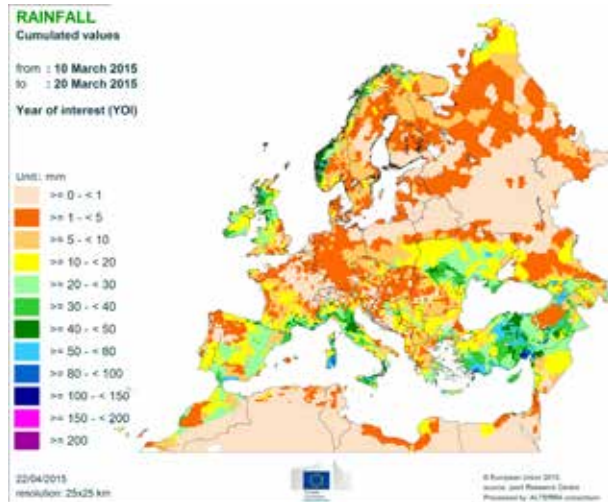 RAINFALL
Cumulated values
from : 10 March 2015
to : 20 March 2015
Year of interest (YOI)
Unit: mm
>= 0 - < 1
>= 1 - < 5
>= 5 - < 10
>= 10 - < 20
>= 20 - < 30
>= 30 - < 40
>= 40 - < 50
>= 50 - < 80
>= 80 - < 100
>= 100 - < 150
>= 150 - < 200
>= 200
22/04/2015
resolution: 25x25 km
© European Union 2015
source: Joint Research Centre
Processed by: ALTERRA consortium